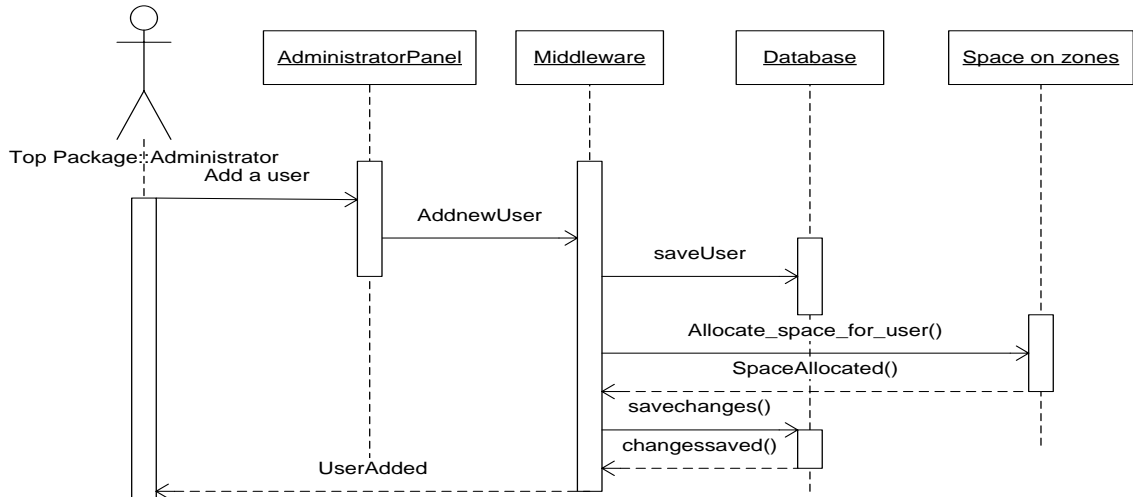 AdministratorPanel
Middleware
Database
Space on zones
Top Package::Administrator
Add a user
AddnewUser
saveUser
Allocate_space_for_user()
SpaceAllocated()
savechanges()
changessaved()
UserAdded